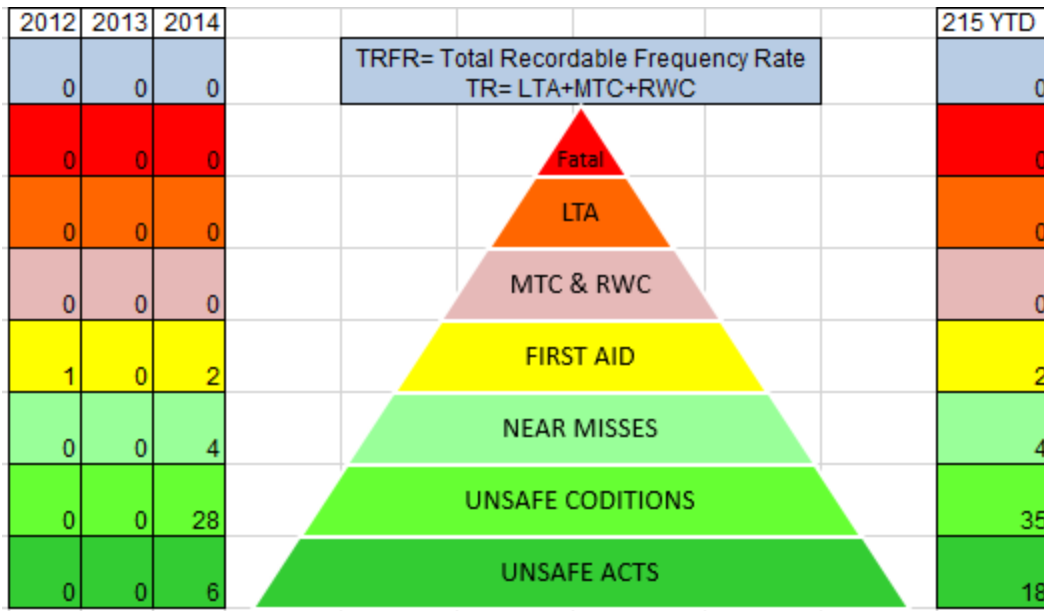 2012 2013 2014 215 YTD
TRFR= Total Recordable Frequency Rate
TR= LTA+MTC+RWC
0 0 0 0
0 0 0 Fatal 0
0 0 0 LTA 0
0 0 0 MTC & RWC 0
1 0 2 FIRST AID 2
0 0 4 NEAR MISSES 4
0 0 28 UNSAFE CODITIONS 35
0 0 6 UNSAFE ACTS 18